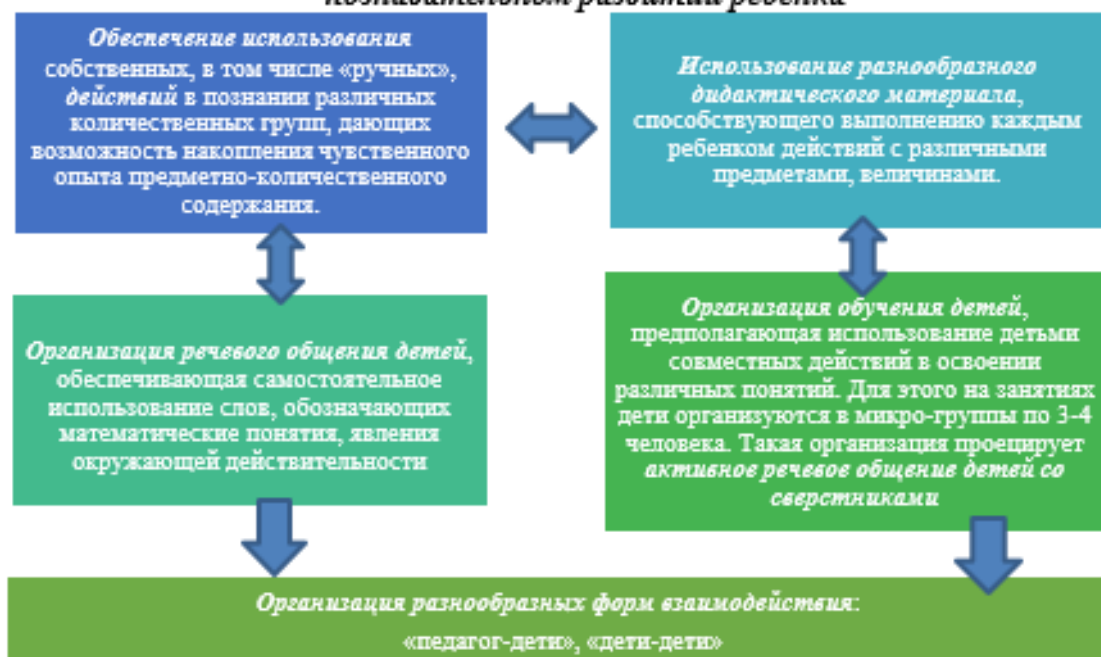 познавательном развитии ребенка
Обеспечение использования
собственных, в том числе «ручных»,
действий в познании различных
количественных групп, дающих
возможность накопления чувственного
опыта предметно-количественного
содержания.
Использование разнообразного
дидактического материала,
способствующего выполнению каждым
ребенком действий с различными
предметами, величинами.
Организация речевого общения детей,
обеспечивающая самостоятельное
использование слов, обозначающих
математические понятия, явления
окружающей действительности
Организация обучения детей,
предполагающая использование детьми
совместных действий в освоении
различных понятий. Для этого на занятиях
дети организуются в микро-группы по 3-4
человека. Такая организация проецирует
активное речевое общение детей со
сверстниками
Организация разнообразных форм взаимодействия:
«педагог-дети», «дети-дети»